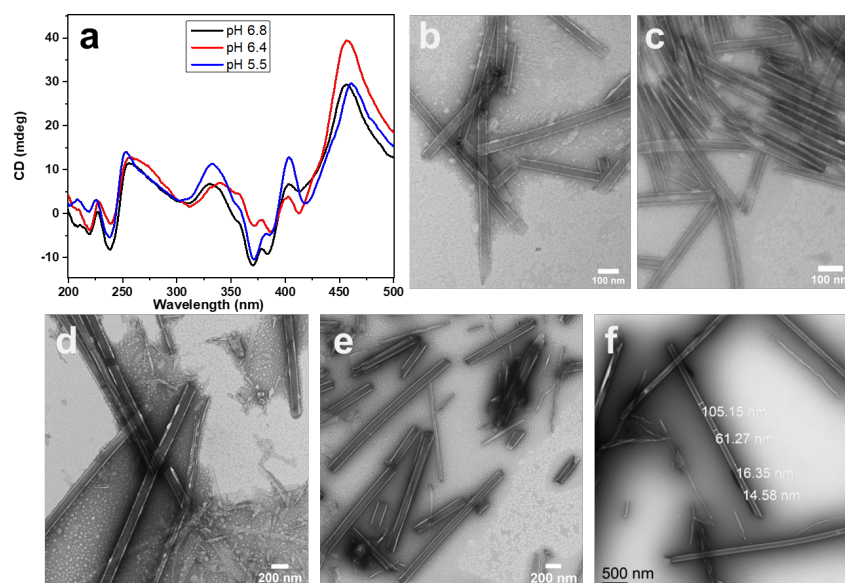 a
pH 6.8
pH 6.4
pH 5.5
CD (mdeg)
40
30
20
10
0
-10
200 250 300 350 400 450 500
Wavelength (nm)
b
100 nm
c
100 nm
d
200 nm
e
200 nm
f
105.15 nm
61.27 nm
16.35 nm
14.58 nm
500 nm